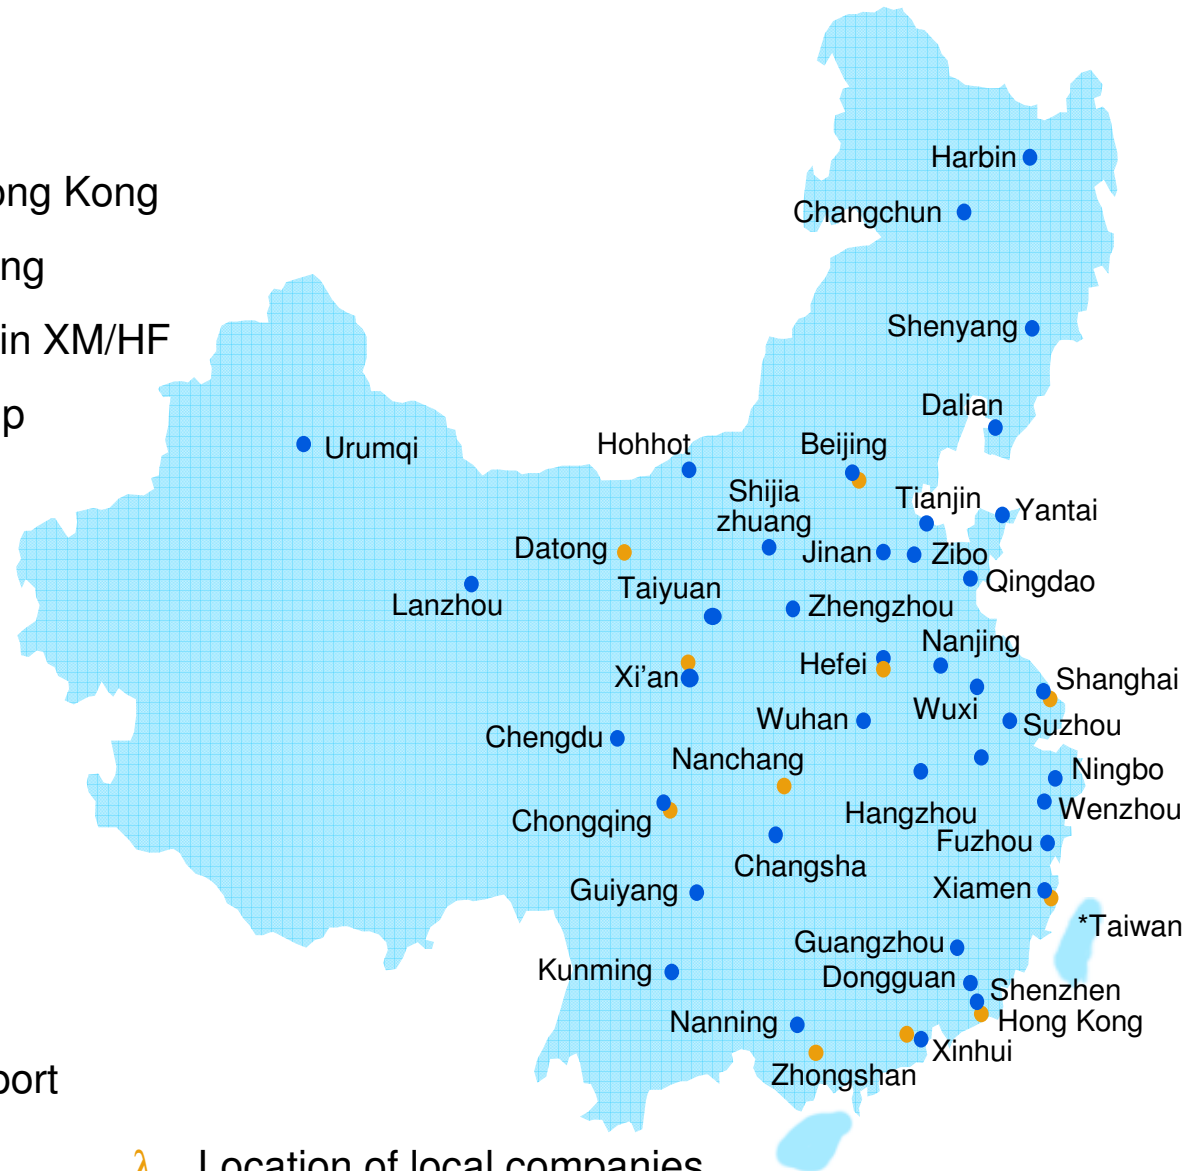 ong Kong
ng
in XM/HF
p
Harbin
Changchun
Shenyang
Dalian
Urumqi
Hohhot
Beijing
Shijia
zhuang
Tianjin
Yantai
Datong
Jinan
Zibo
Qingdao
Lanzhou
Taiyuan
Zhengzhou
Nanjing
Xi'an
Hefei
Shanghai
Wuxi
Suzhou
Wuhan
Chengdu
Nanchang
Ningbo
Chongqing
Hangzhou
Wenzhou
Fuzhou
Changsha
Guiyang
Xiamen
*Taiwan
Guangzhou
Kunming
Dongguan
Shenzhen
Hong Kong
Nanning
Xinhui
Zhongshan
port
λ Location of local companies